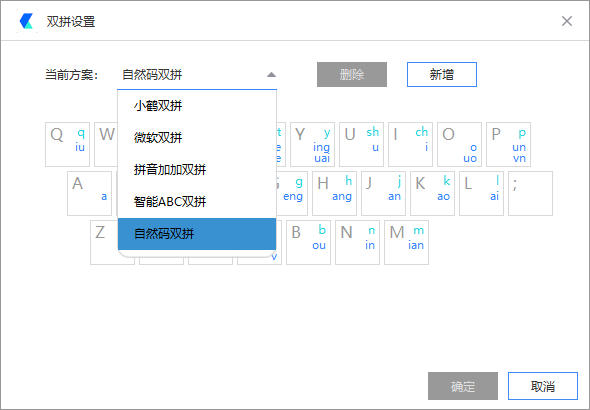 双拼设置
当前方案: 自然码双拼 删除 新增
小鹤双拼
微软双拼
拼音加加双拼
智能ABC双拼
自然码双拼
Q q iu W t e e Y y ing uai U sh u I ch i O o uo P p un vn
A a g eng H h ang J j an K k ao L l ai ;
Z v B b ou N n in M m ian
确定 取消